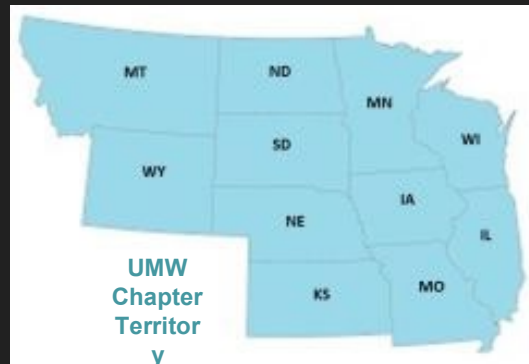 MT
ND
MN
WI
SD
WY
IA
NE
IL
KS
MO
UMW
Chapter
Territor
y